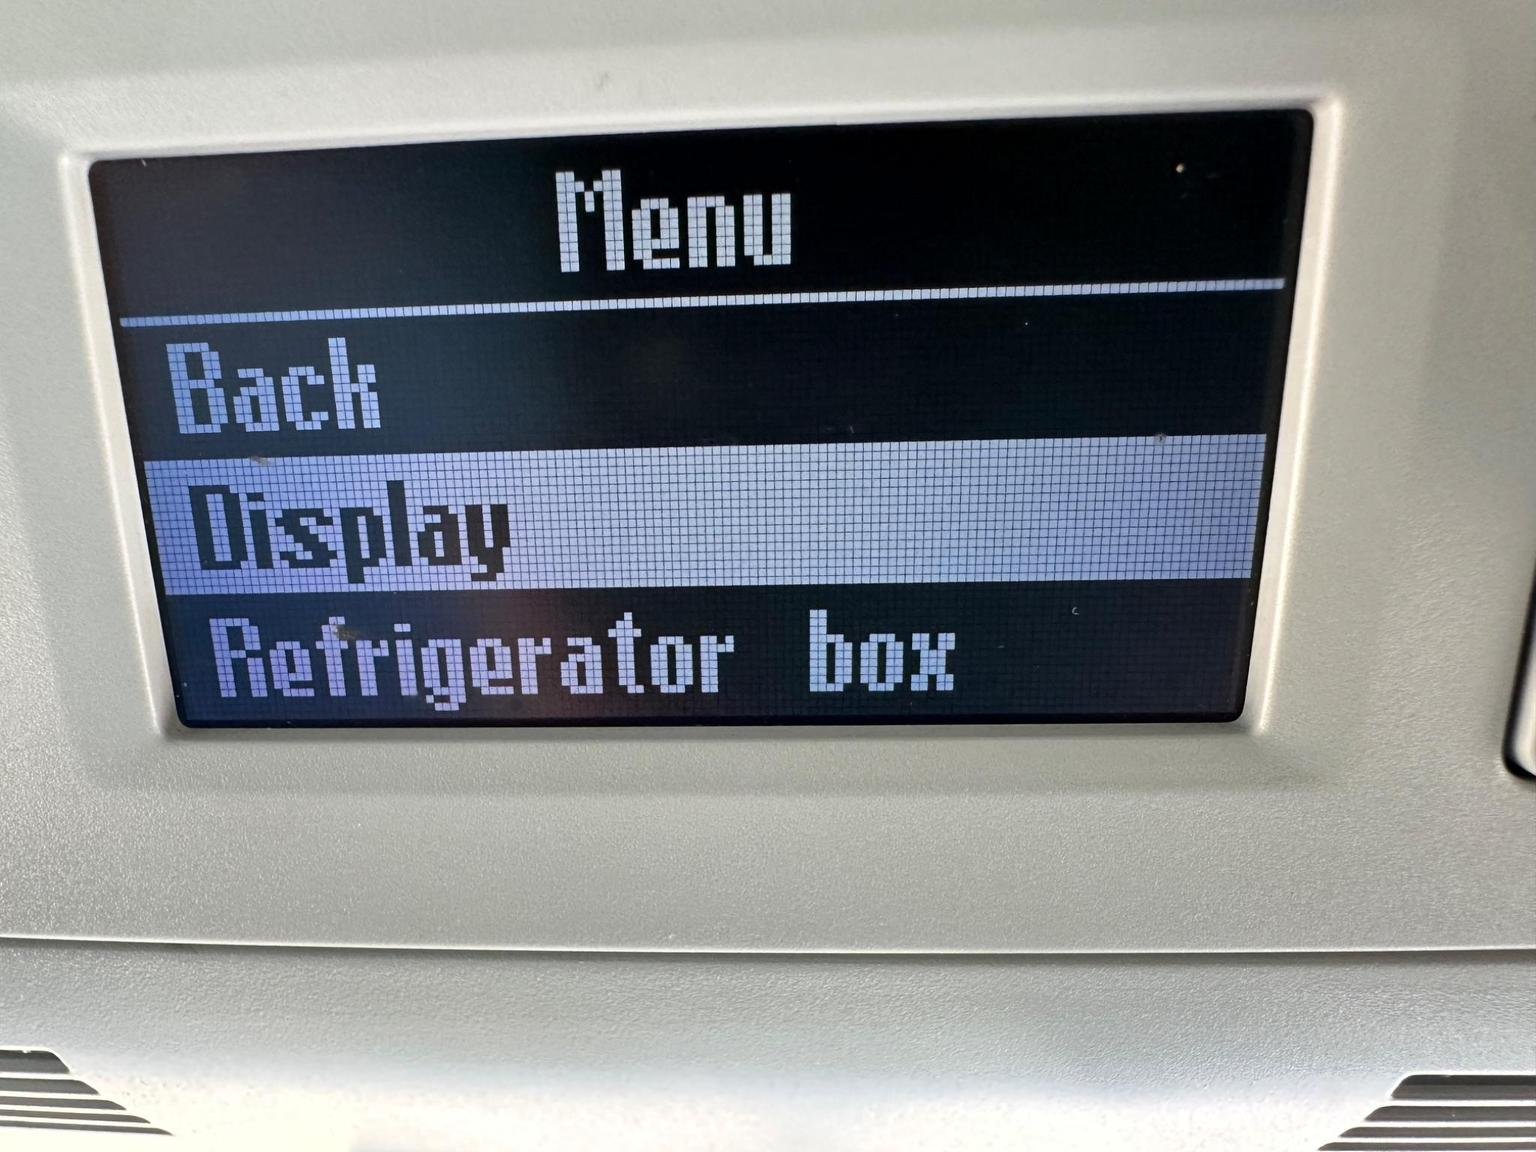 Menu
Back
Display
Refrigerator box